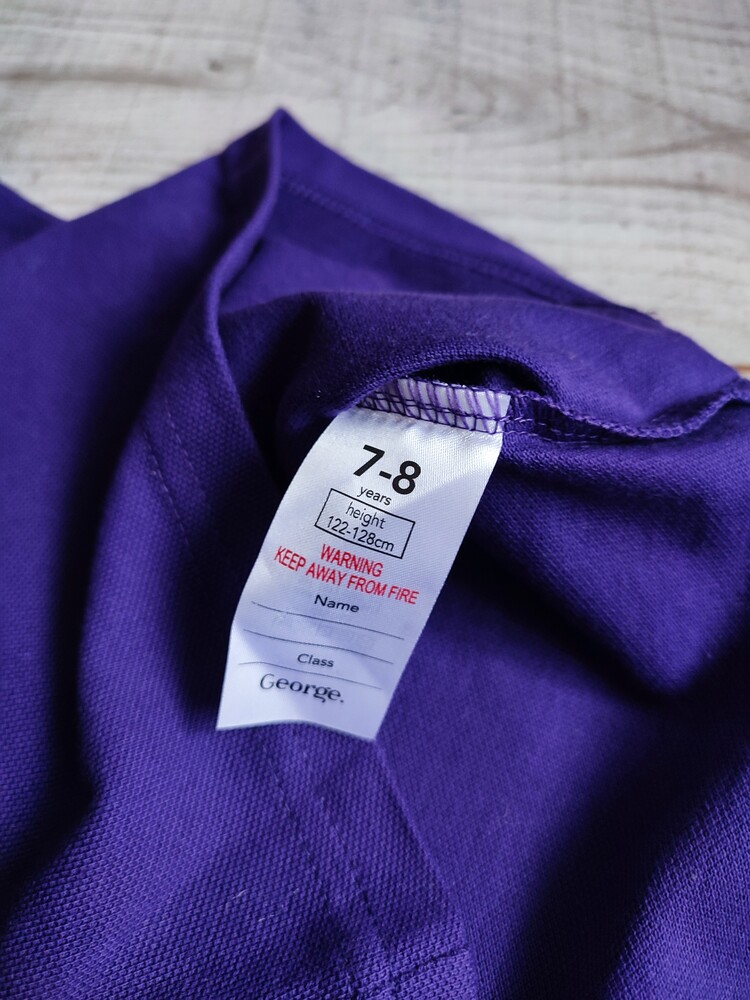 7-8
years
height
122-128cm
WARNING
KEEP AWAY FROM FIRE
Name
Class
George.